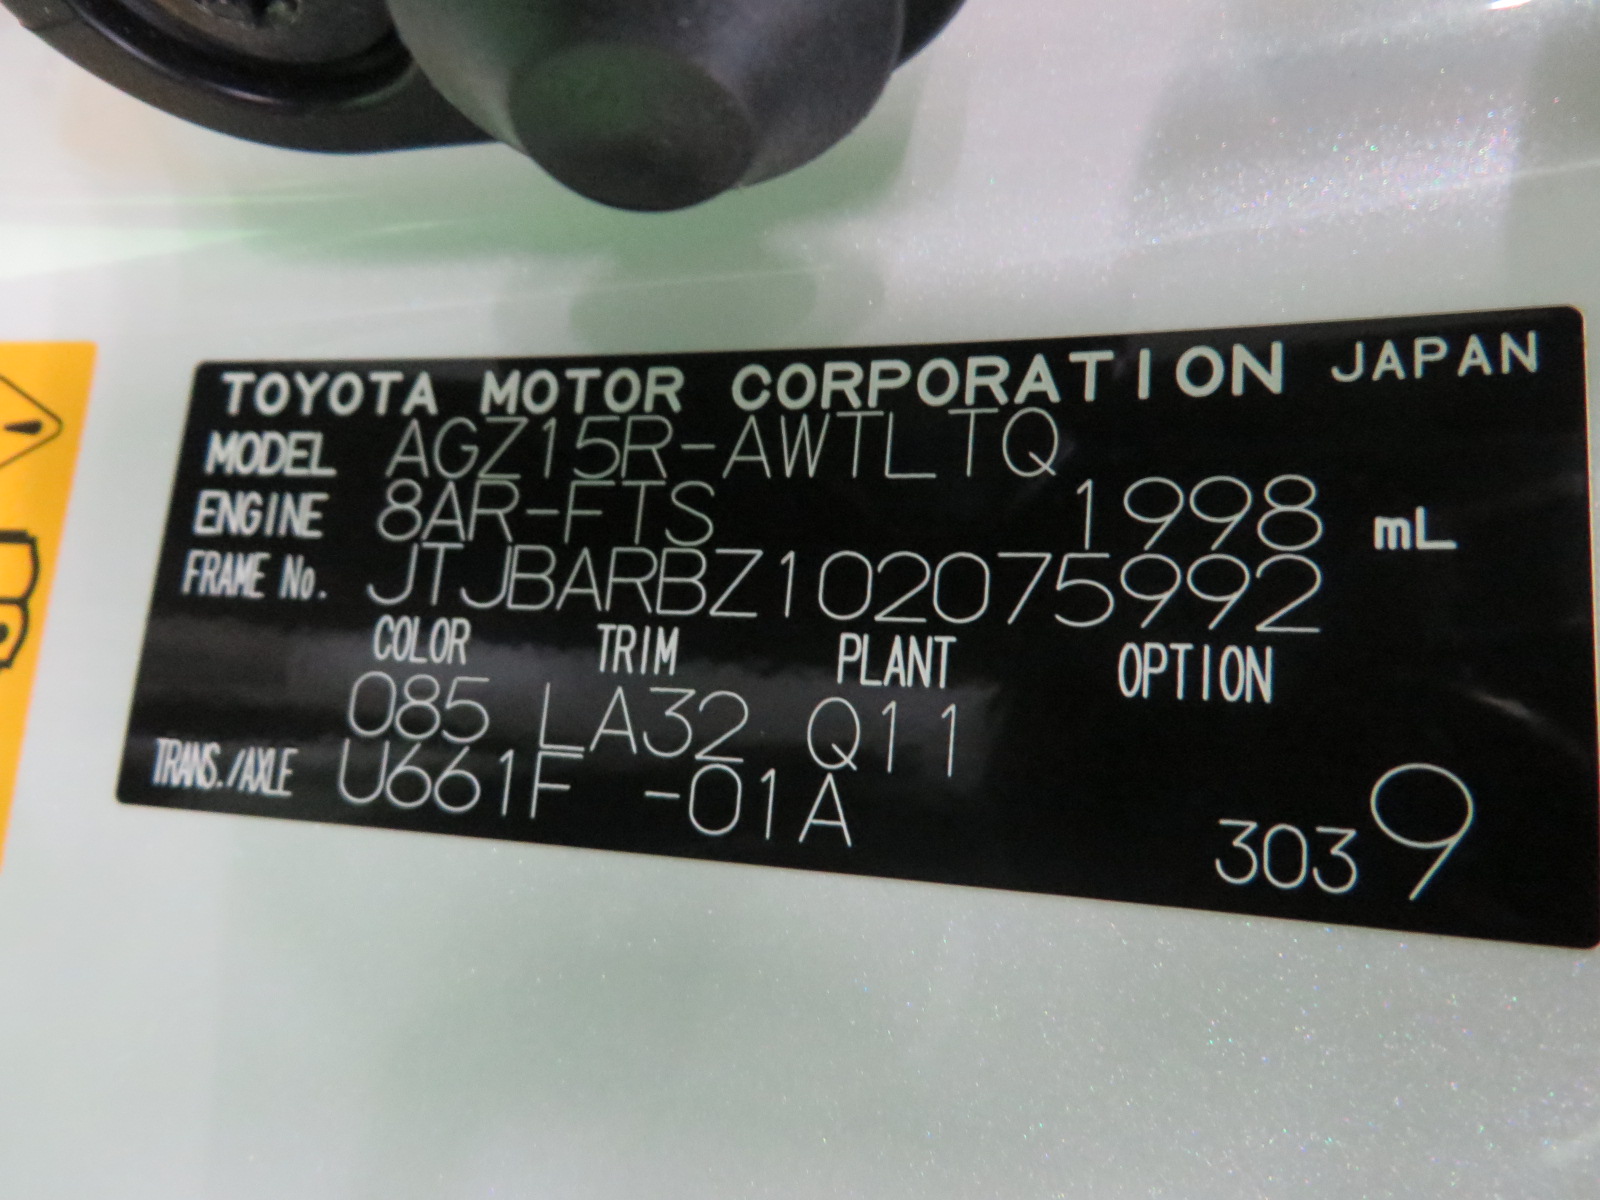 TOYOTA MOTOR CORPORATION JAPAN
MODEL AGZ15R-AWTLTQ
ENGINE 8AR-FTS 1998 mL
FRAME No. JTJBARBZ102075992
COLOR TRIM PLANT OPTION
085 LA32 Q11
TRANS./AXLE U661F -01A
3039